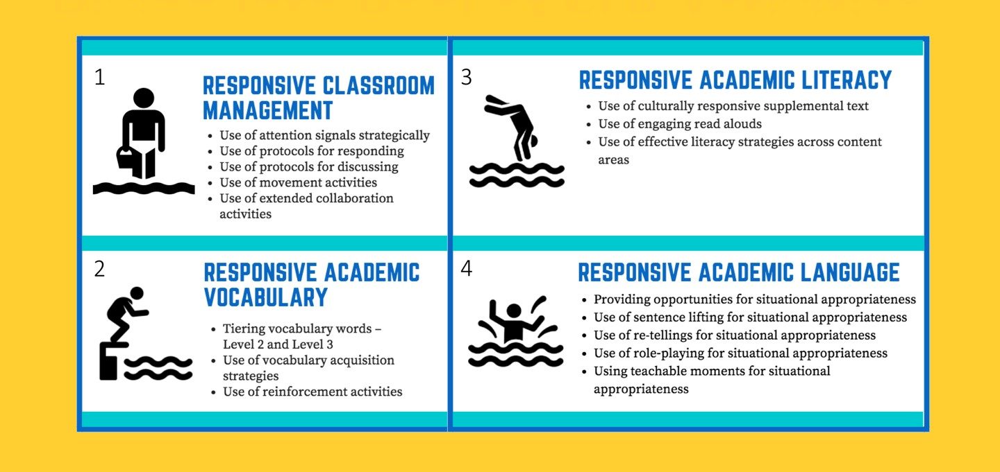 1
RESPONSIVE CLASSROOM
MANAGEMENT
• Use of attention signals strategically
• Use of protocols for responding
• Use of protocols for discussing
• Use of movement activities
• Use of extended collaboration
activities
2
RESPONSIVE ACADEMIC
VOCABULARY
• Tiering vocabulary words –
Level 2 and Level 3
• Use of vocabulary acquisition
strategies
• Use of reinforcement activities
3
RESPONSIVE ACADEMIC LITERACY
• Use of culturally responsive supplemental text
• Use of engaging read alouds
• Use of effective literacy strategies across content
areas
4
RESPONSIVE ACADEMIC LANGUAGE
• Providing opportunities for situational appropriateness
• Use of sentence lifting for situational appropriateness
• Use of re-tellings for situational appropriateness
• Use of role-playing for situational appropriateness
• Using teachable moments for situational
appropriateness